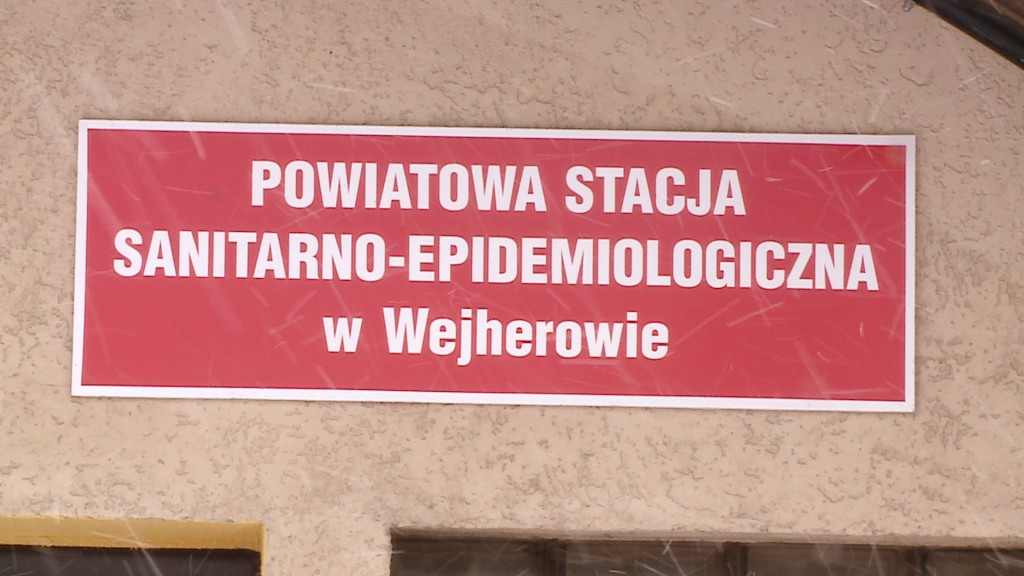 POWIATOWA STACJA
SANITARNO-EPIDEMIOLOGICZNA
w Wejherowie